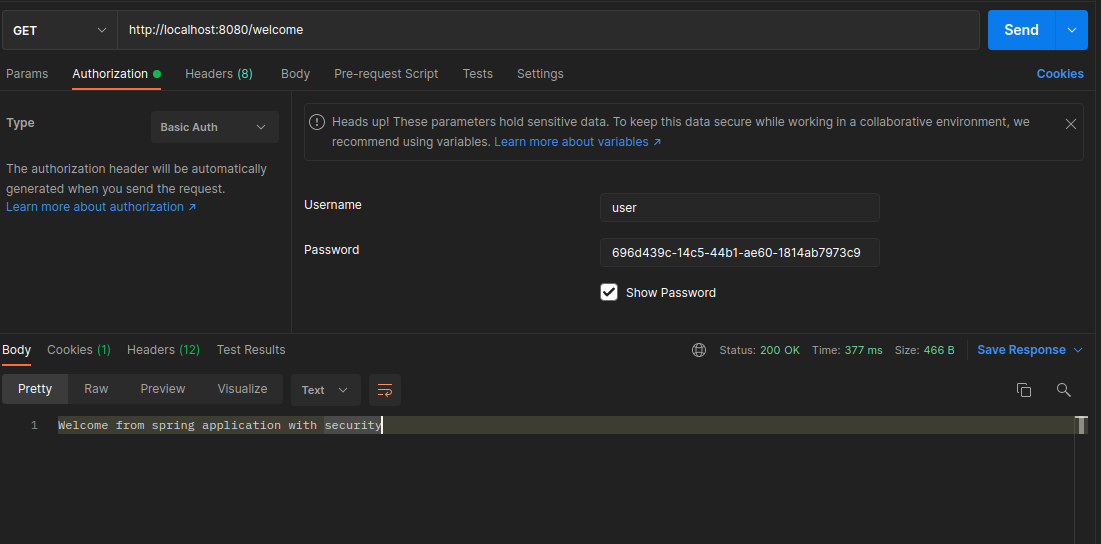 GET http://localhost:8080/welcome Send
Params Authorization Headers (8) Body Pre-request Script Tests Settings Cookies
Type Basic Auth
The authorization header will be automatically
generated when you send the request.
Learn more about authorization ↗
Heads up! These parameters hold sensitive data. To keep this data secure while working in a collaborative environment, we
recommend using variables. Learn more about variables ↗
Username user
Password 696d439c-14c5-44b1-ae60-1814ab7973c9
Show Password
Body Cookies (1) Headers (12) Test Results Status: 200 OK Time: 377 ms Size: 466 B Save Response
Pretty Raw Preview Visualize Text
1 Welcome from spring application with security